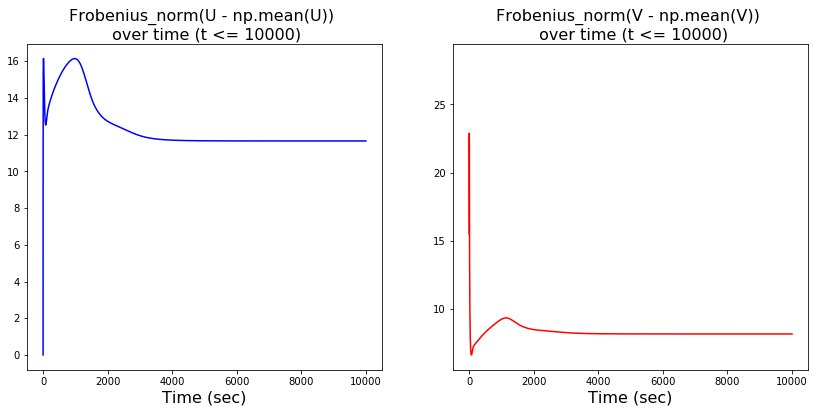 Frobenius_norm(U - np.mean(U))
over time (t <= 10000)
16
14
12
10
8
6
4
2
0
0 2000 4000 6000 8000 10000
Time (sec)
Frobenius_norm(V - np.mean(V))
over time (t <= 10000)
25
20
15
10
0 2000 4000 6000 8000 10000
Time (sec)